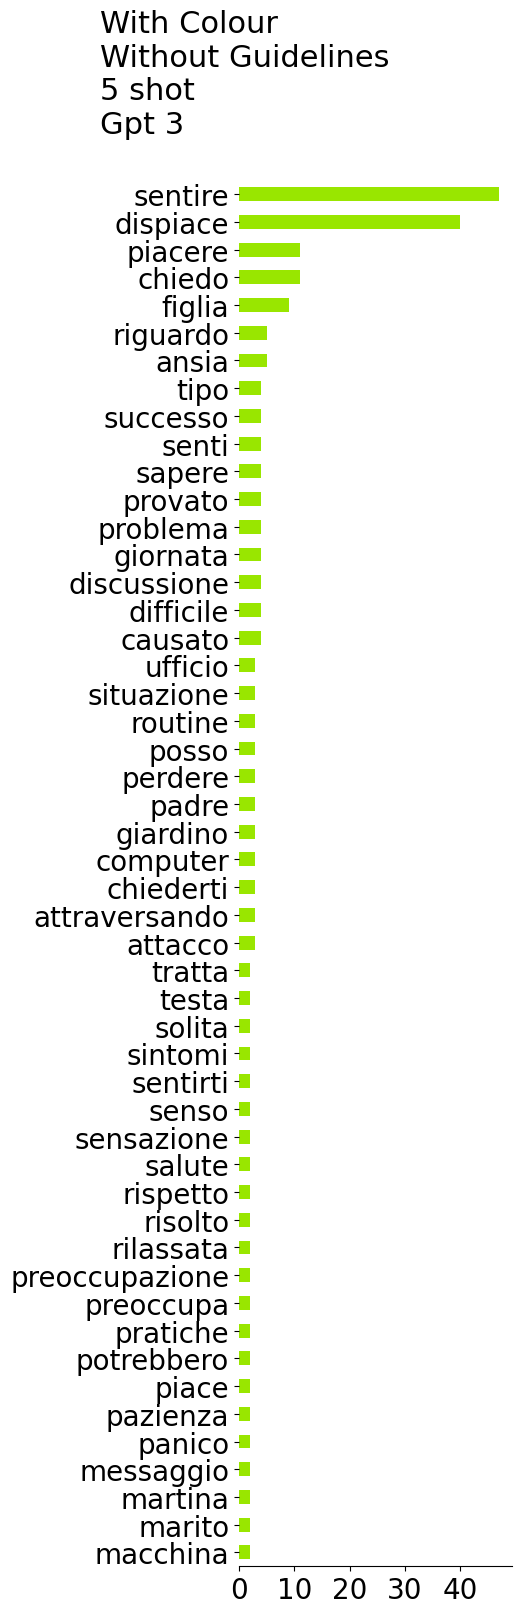 With Colour
Without Guidelines
5 shot
Gpt 3
sentire
dispiace
piacere
chiedo
figlia
riguardo
ansia
tipo
successo
senti
sapere
provato
problema
giornata
discussione
difficile
causato
ufficio
situazione
routine
posso
perdere
padre
giardino
computer
chiederti
attraversando
attacco
tratta
testa
solita
sintomi
sentirti
senso
sensazione
salute
rispetto
risolto
rilassata
preoccupazione
preoccupa
pratiche
potrebbero
piace
pazienza
panico
messaggio
martina
marito
macchina
0 10 20 30 40